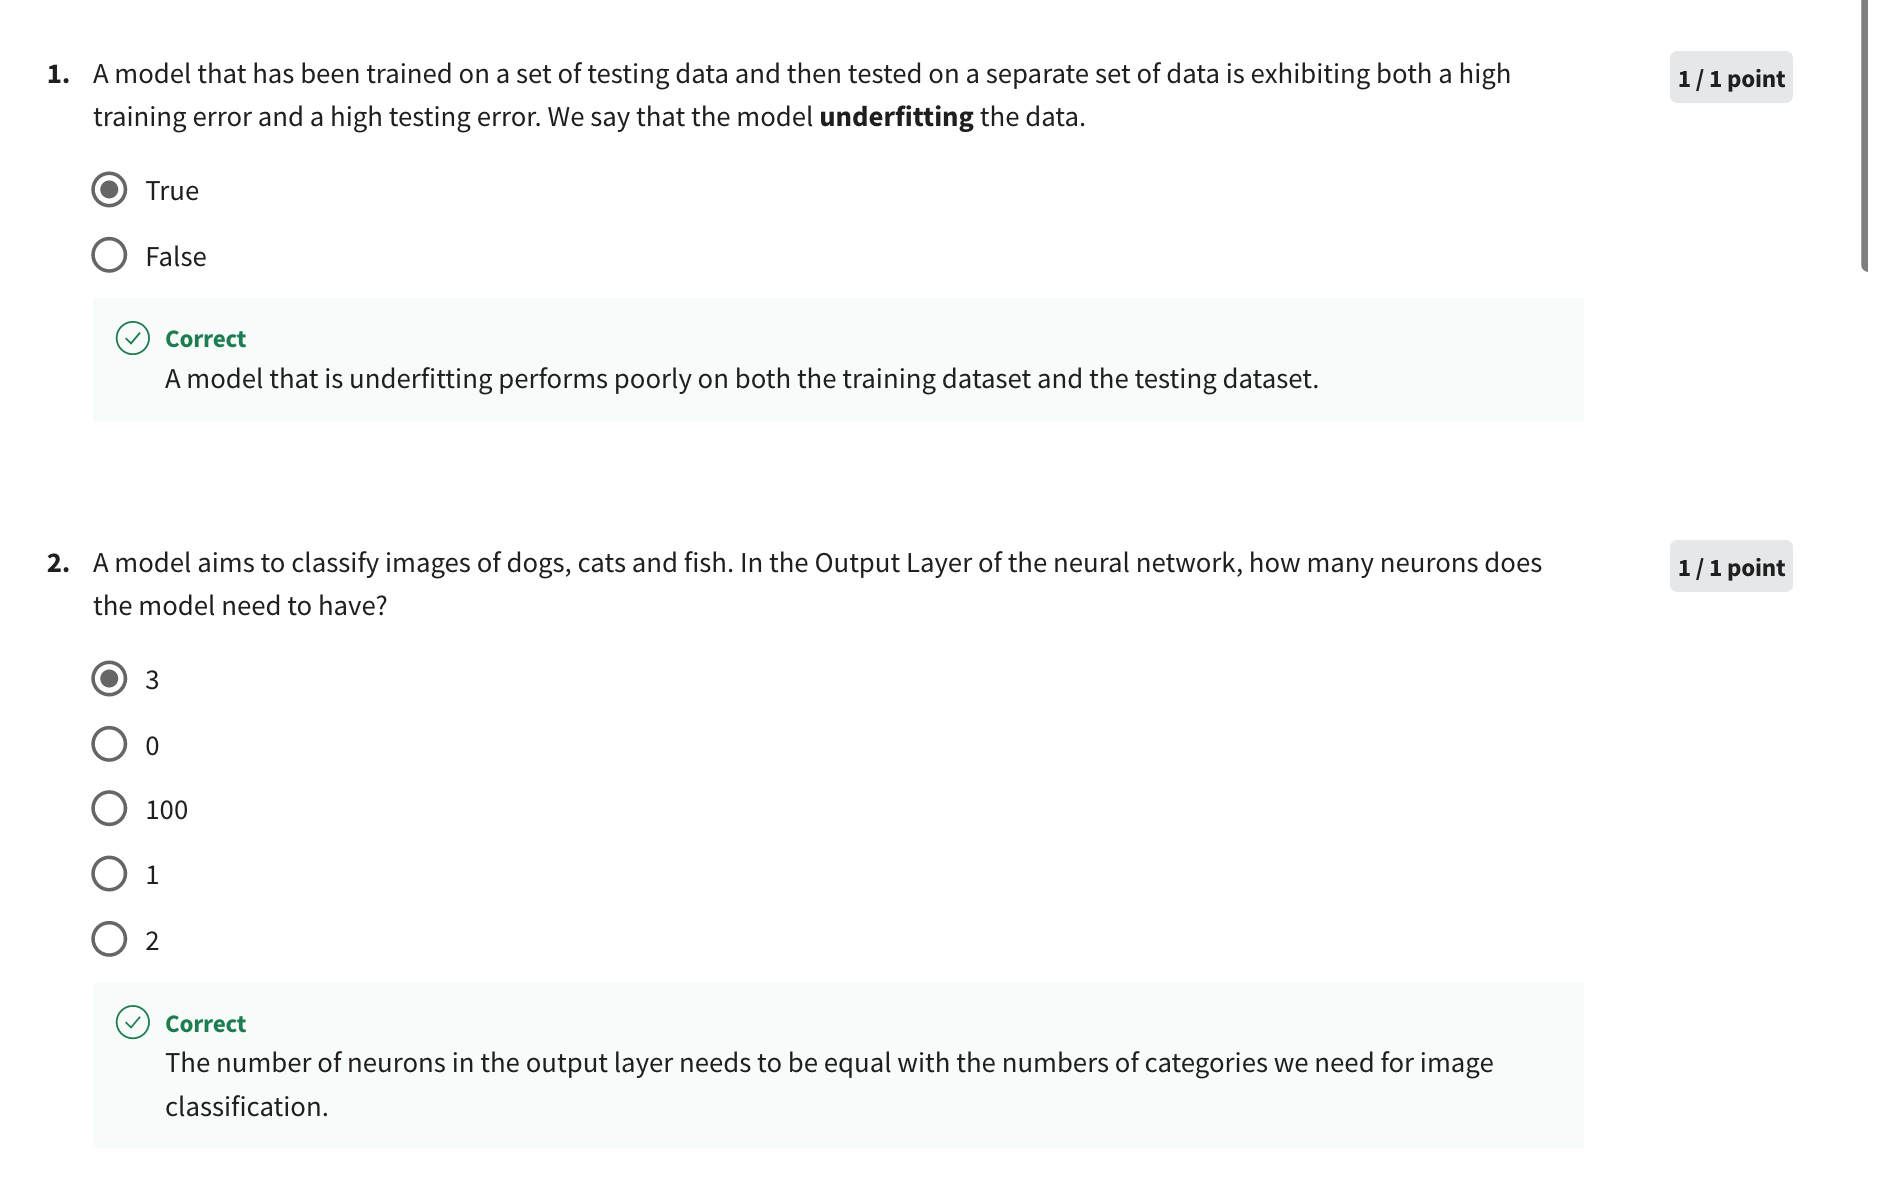 1. A model that has been trained on a set of testing data and then tested on a separate set of data is exhibiting both a high
training error and a high testing error. We say that the model underfitting the data.
1 / 1 point
True
False
Correct
A model that is underfitting performs poorly on both the training dataset and the testing dataset.
2. A model aims to classify images of dogs, cats and fish. In the Output Layer of the neural network, how many neurons does
the model need to have?
1 / 1 point
3
0
100
1
2
Correct
The number of neurons in the output layer needs to be equal with the numbers of categories we need for image
classification.